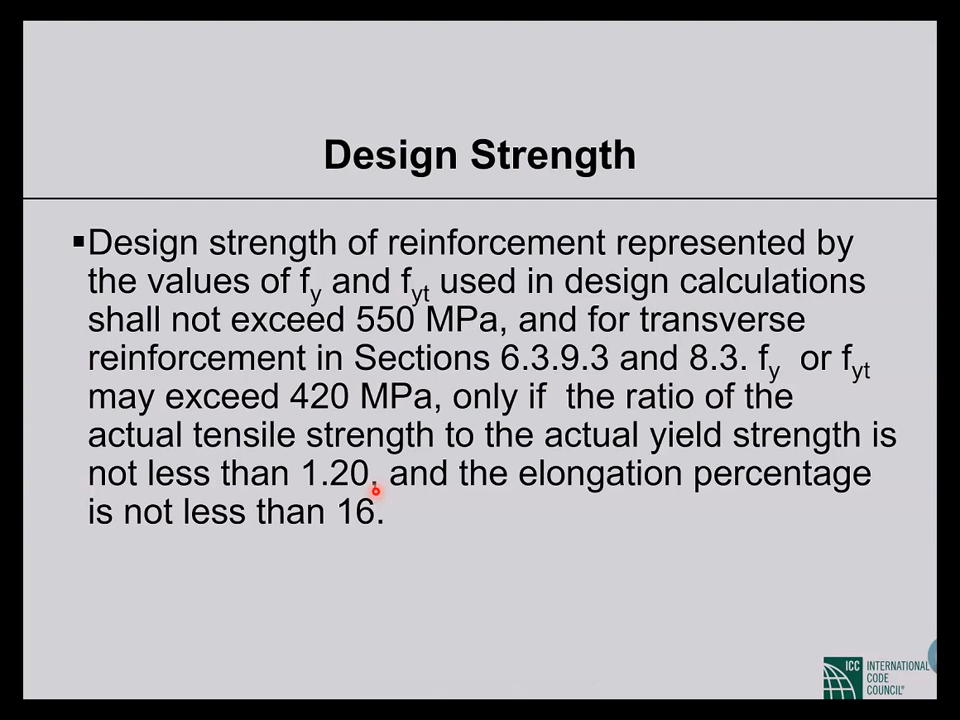 Design Strength
▪Design strength of reinforcement represented by
the values of fy and fyt used in design calculations
shall not exceed 550 MPa, and for transverse
reinforcement in Sections 6.3.9.3 and 8.3. fy or fyt
may exceed 420 MPa, only if the ratio of the
actual tensile strength to the actual yield strength is
not less than 1.20, and the elongation percentage
is not less than 16.
ICC INTERNATIONAL
CODE
COUNCIL®